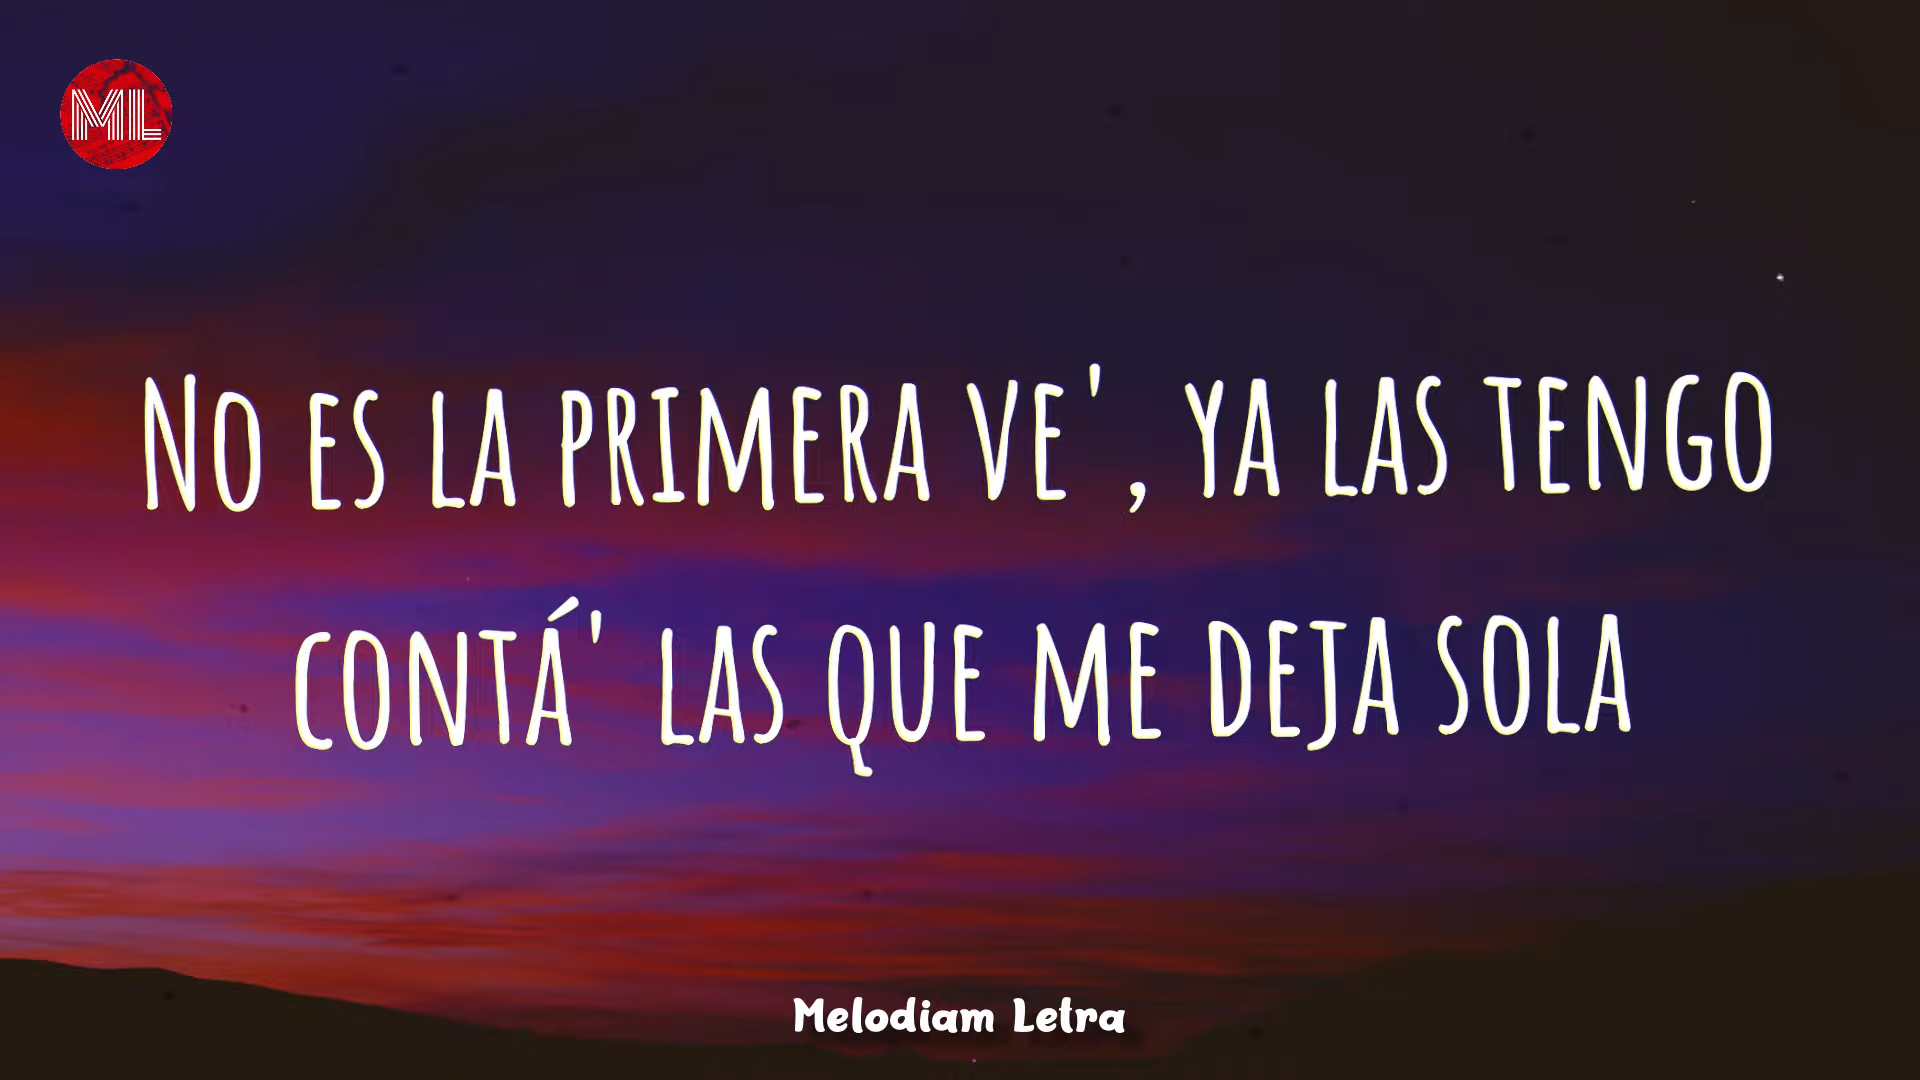 ML
No es la primera ve', ya las tengo
contá' las que me deja sola
Melodiam Letra